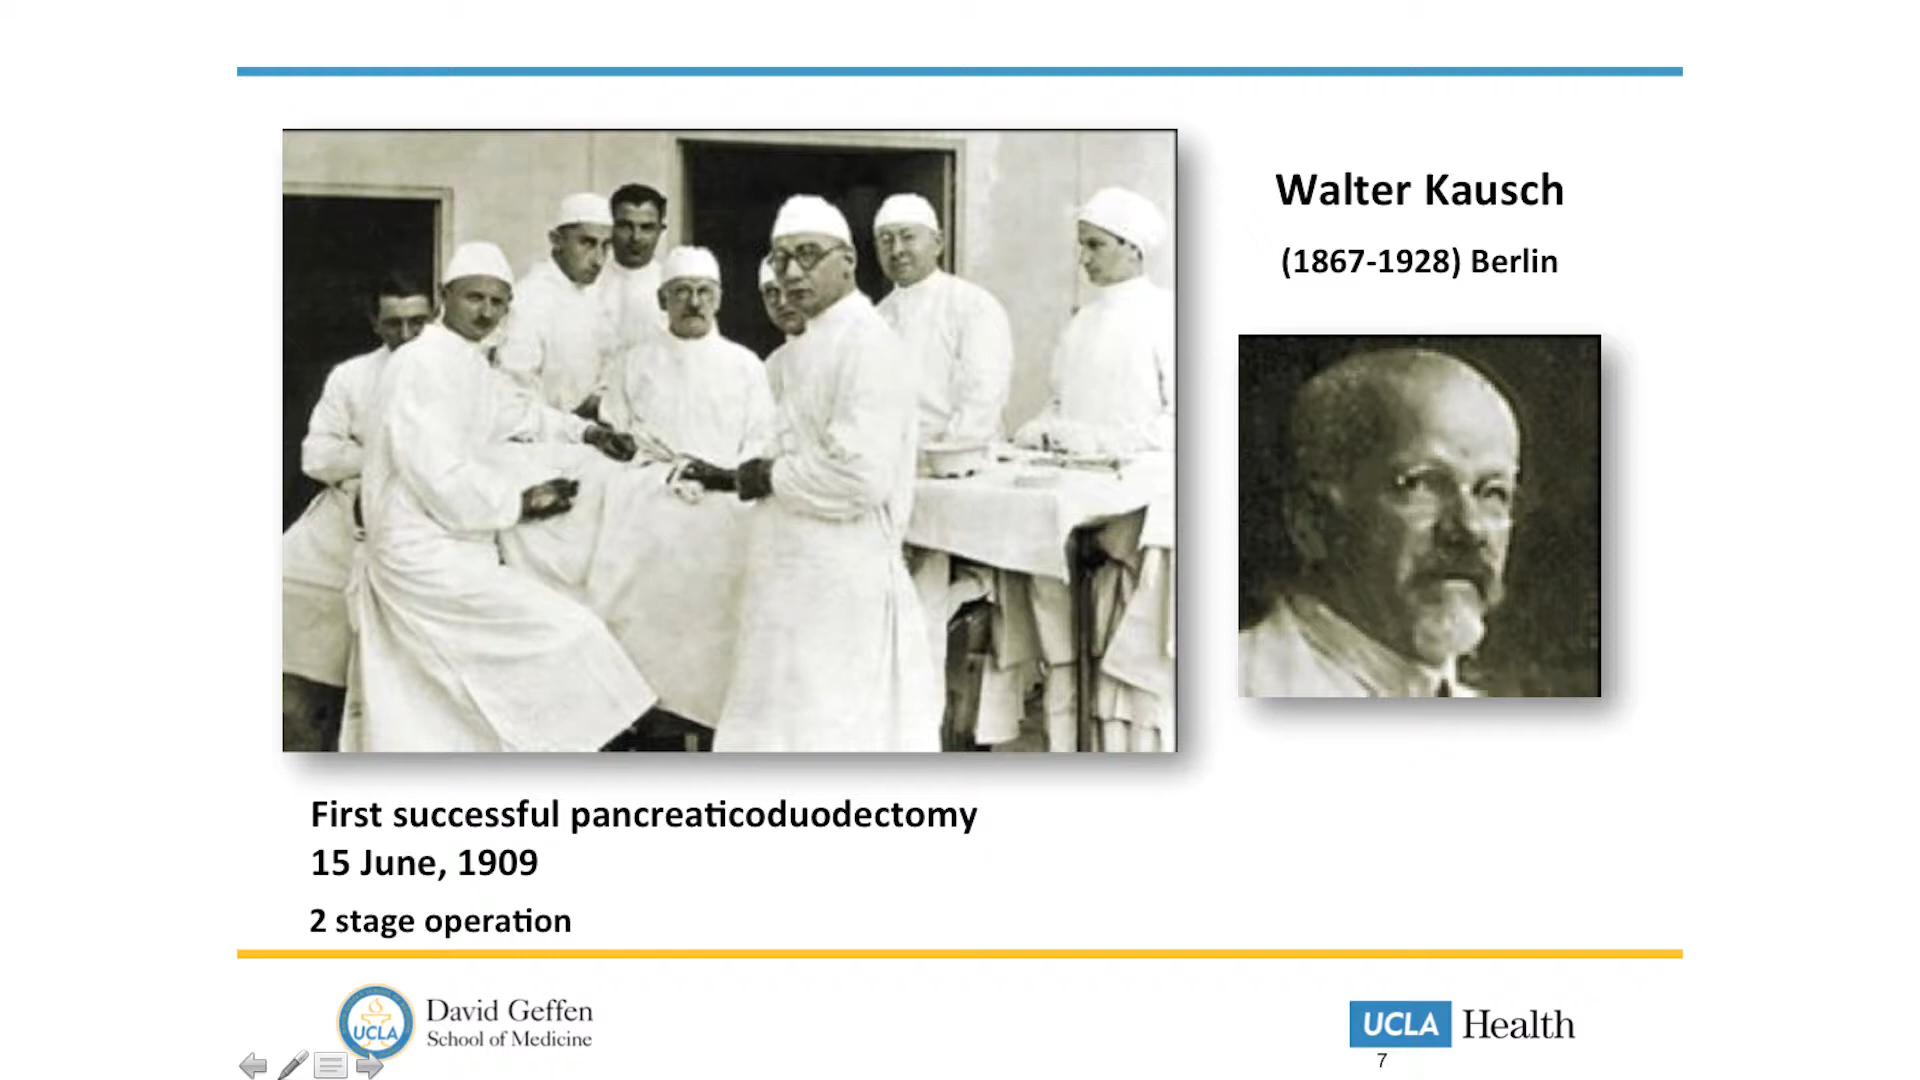 Walter Kausch
(1867-1928) Berlin
First successful pancreaticoduodectomy
15 June, 1909
2 stage operation
UCLA
David Geffen
School of Medicine
UCLA Health
7